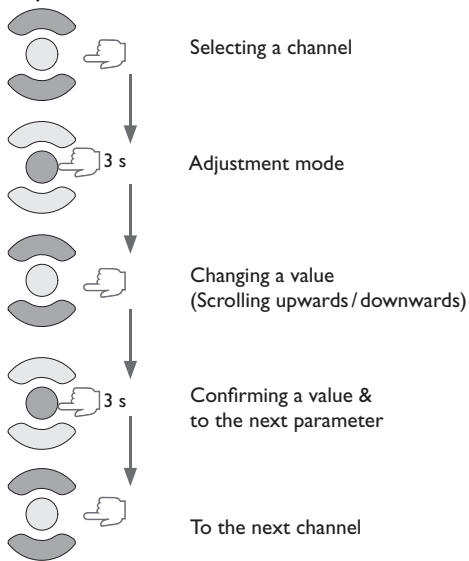 Selecting a channel
3 s
Adjustment mode
Changing a value
(Scrolling upwards / downwards)
3 s
Confirming a value &
to the next parameter
To the next channel